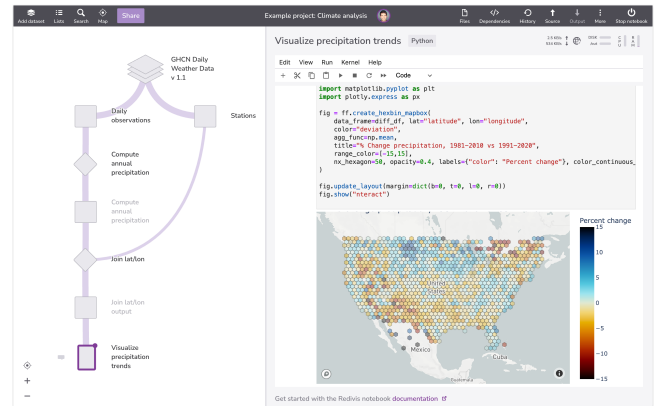 Add dataset
Lists
Search
Map
Share
Example project: Climate analysis
Files
Dependencies
History
Source
Output
More
Stop notebook
GHCN Daily
Weather Data
v 1.1
Daily
observations
Stations
Compute
annual
precipitation
Compute
annual
precipitation
Join lat/lon
Join lat/lon
output
Visualize
precipitation
trends
Visualize precipitation trends Python
DISK
Edit View Run Kernel Help
Code
import matplotlib.pyplot as plt
import plotly.express as px
fig = ff.create_hexbin_mapbox(
data_frame=diff_df, lat="latitude", lon="longitude",
color="deviation",
agg_func=np.mean,
title="% Change precipitation, 1981-2010 vs 1991-2020",
range_color=[-15,15],
nx_hexagon=50, opacity=0.4, labels={"color": "Percent change"}, color_continuous_
)
fig.update_layout(margin=dict(b=0, t=0, l=0, r=0))
fig.show("nteract")
Percent change
15
10
5
0
−5
−10
−15
United
States
Mexico
Cuba
Guatemala
Get started with the Redivis notebook documentation